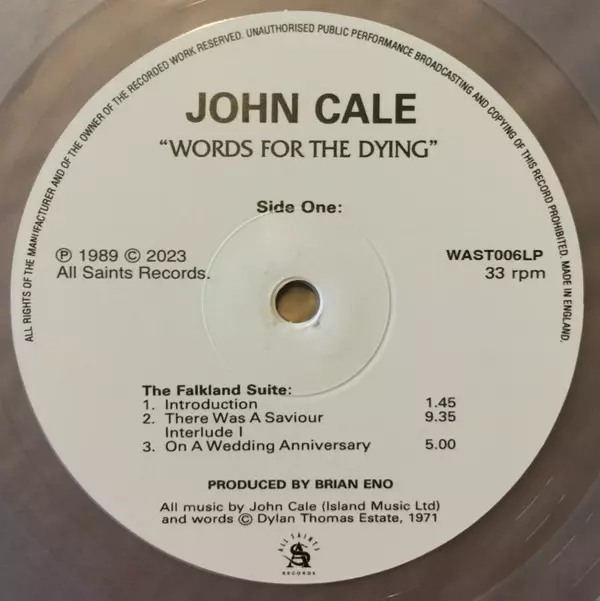 ALL RIGHTS OF THE MANUFACTURER AND OF THE OWNER OF THE RECORDED WORK RESERVED. UNAUTHORISED PUBLIC PERFORMANCE BROADCASTING AND COPYING OF THIS RECORD PROHIBITED. MADE IN ENGLAND.
JOHN CALE
“WORDS FOR THE DYING”
Side One:
℗ 1989 © 2023
All Saints Records.
WAST006LP
33 rpm
The Falkland Suite:
1. Introduction 1.45
2. There Was A Saviour 9.35
Interlude I
3. On A Wedding Anniversary 5.00
PRODUCED BY BRIAN ENO
All music by John Cale (Island Music Ltd)
and words © Dylan Thomas Estate, 1971
ALL SAINTS
RECORDS